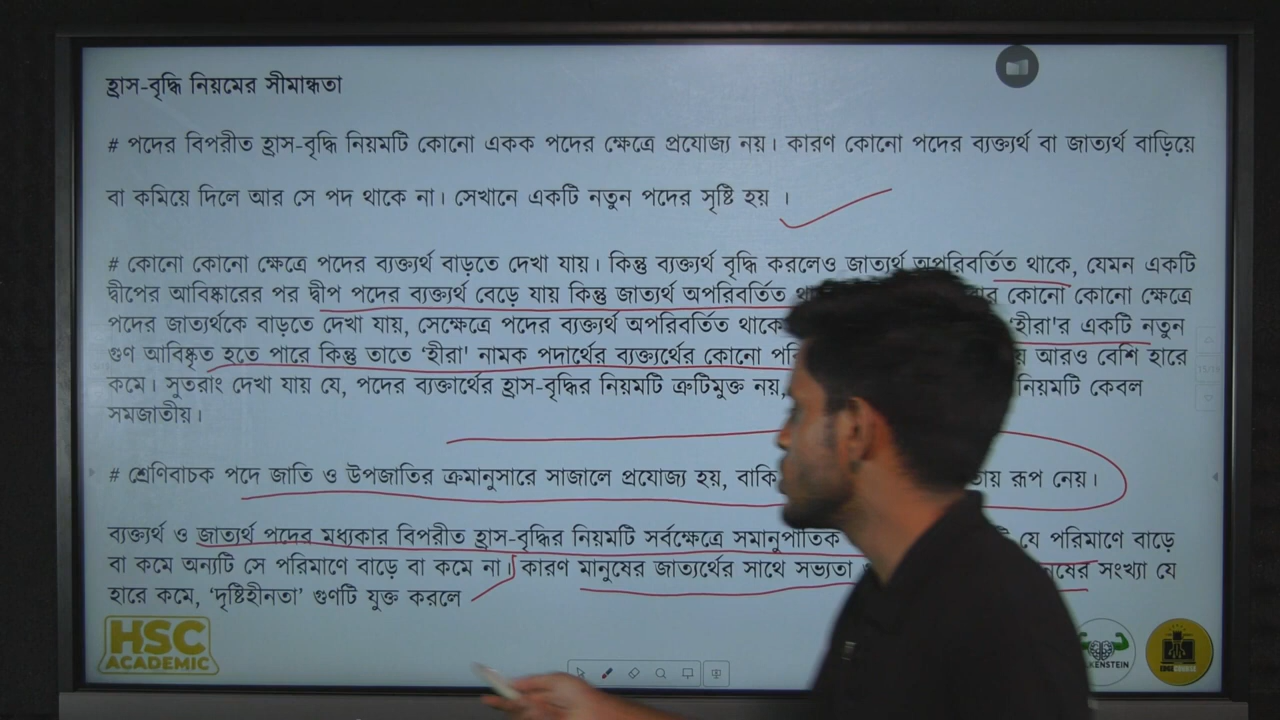 হ্রাস-বৃদ্ধি নিয়মের সীমাবদ্ধতা
# পদের বিপরীত হ্রাস-বৃদ্ধি নিয়মটি কোনো একক পদের ক্ষেত্রে প্রযোজ্য নয়। কারণ কোনো পদের ব্যক্ত্যর্থ বা জাত্যর্থ বাড়িয়ে
বা কমিয়ে দিলে আর সে পদ থাকে না। সেখানে একটি নতুন পদের সৃষ্টি হয় ।
# কোনো কোনো ক্ষেত্রে পদের ব্যক্ত্যর্থ বাড়তে দেখা যায়। কিন্তু ব্যক্ত্যর্থ বৃদ্ধি করলেও জাত্যর্থ অপরিবর্তিত থাকে, যেমন একটি
দ্বীপের আবিষ্কারের পর দ্বীপ পদের ব্যক্ত্যর্থ বেড়ে যায় কিন্তু জাত্যর্থ অপরিবর্তিত কোনো কোনো ক্ষেত্রে
পদের জাত্যর্থকে বাড়তে দেখা যায়, সেক্ষেত্রে পদের ব্যক্ত্যর্থ অপরিবর্তিত থাকে 'হীরা'র একটি নতুন
গুণ আবিষ্কৃত হতে পারে কিন্তু তাতে 'হীরা' নামক পদার্থের ব্যক্ত্যর্থের কোনো আরও বেশি হারে
কমে। সুতরাং দেখা যায় যে, পদের ব্যক্তার্থের হ্রাস-বৃদ্ধির নিয়মটি ত্রুটিমুক্ত নয়, নিয়মটি কেবল
সমজাতীয়।
# শ্রেণিবাচক পদে জাতি ও উপজাতির ক্রমানুসারে সাজালে প্রযোজ্য হয়, বাকি রূপ নেয়।
ব্যক্ত্যর্থ ও জাত্যর্থ পদের মধ্যকার বিপরীত হ্রাস-বৃদ্ধির নিয়মটি সর্বক্ষেত্রে সমানুপাতিক যে পরিমাণে বাড়ে
বা কমে অন্যটি সে পরিমাণে বাড়ে বা কমে না। কারণ মানুষের জাত্যর্থের সাথে সভ্যতা সংখ্যা যে
হারে কমে, 'দৃষ্টিহীনতা' গুণটি যুক্ত করলে
HSC
ACADEMIC